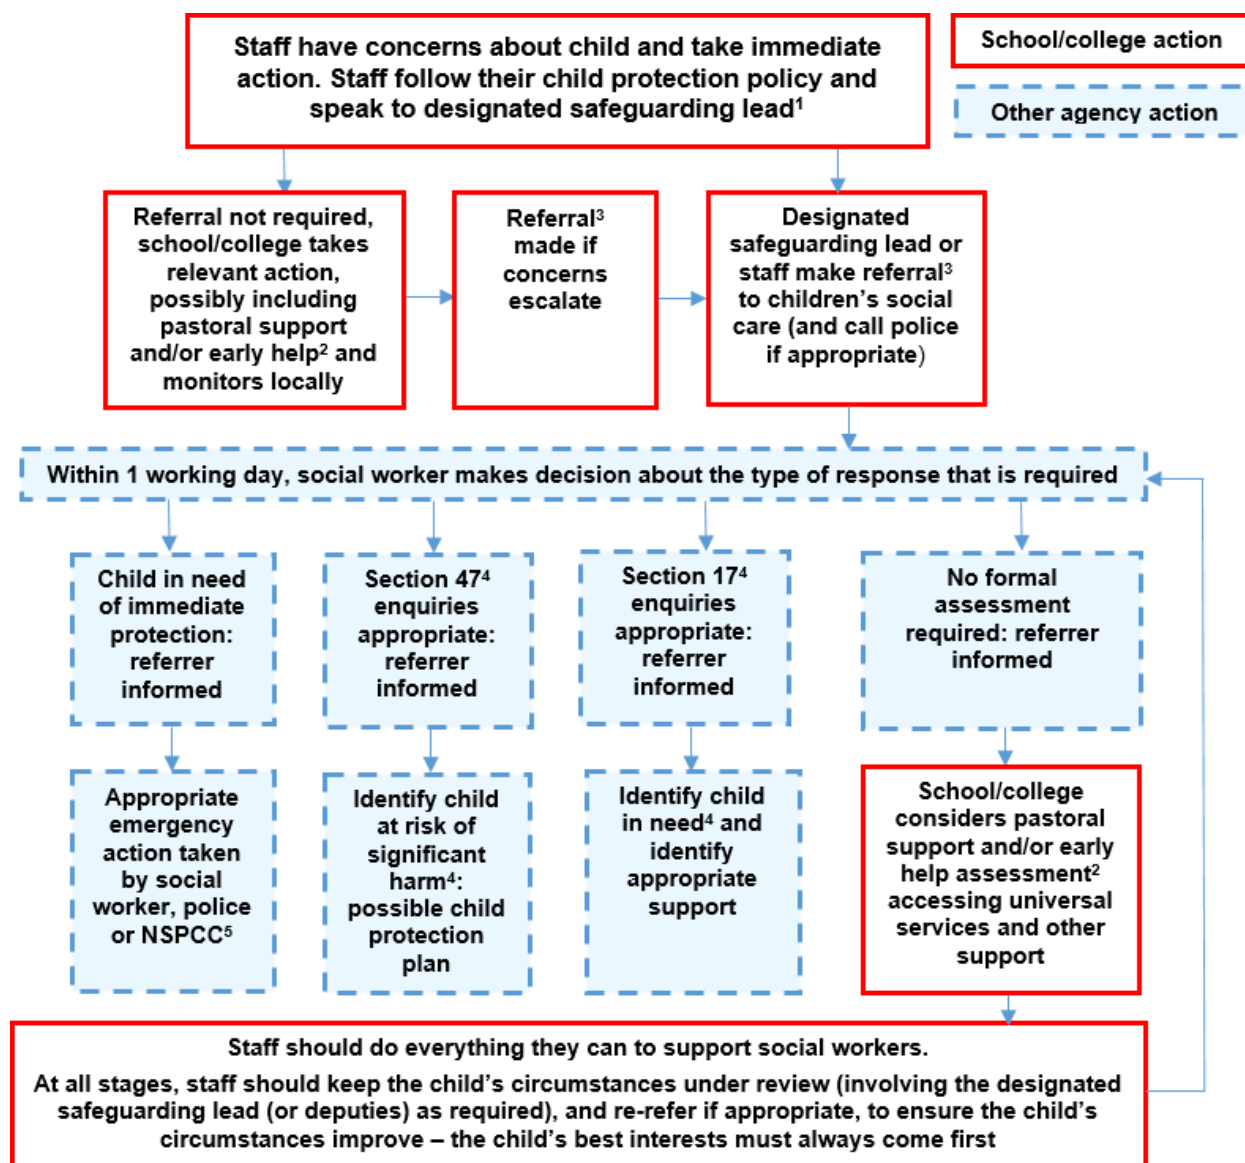 Staff have concerns about child and take immediate
action. Staff follow their child protection policy and
speak to designated safeguarding lead¹
School/college action
Other agency action
Referral not required,
school/college takes
relevant action,
possibly including
pastoral support
and/or early help² and
monitors locally
Referral³
made if
concerns
escalate
Designated
safeguarding lead or
staff make referral³
to children’s social
care (and call police
if appropriate)
Within 1 working day, social worker makes decision about the type of response that is required
Child in need
of immediate
protection:
referrer
informed
Section 47⁴
enquiries
appropriate:
referrer
informed
Section 17⁴
enquiries
appropriate:
referrer
informed
No formal
assessment
required: referrer
informed
Appropriate
emergency
action taken
by social
worker, police
or NSPCC⁵
Identify child
at risk of
significant
harm⁴:
possible child
protection
plan
Identify child
in need⁴ and
identify
appropriate
support
School/college
considers pastoral
support and/or early
help assessment²
accessing universal
services and other
support
Staff should do everything they can to support social workers.
At all stages, staff should keep the child’s circumstances under review (involving the designated
safeguarding lead (or deputies) as required), and re-refer if appropriate, to ensure the child’s
circumstances improve – the child’s best interests must always come first